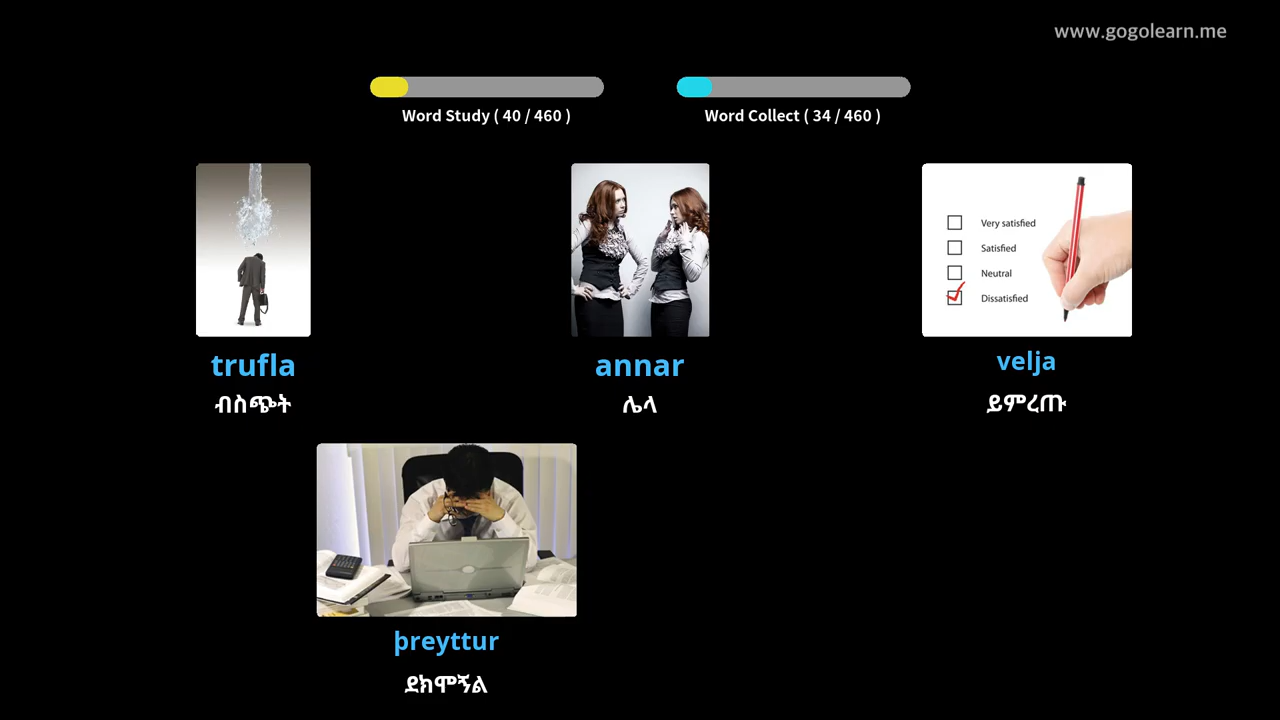 www.gogolearn.me
Word Study ( 40 / 460 )
Word Collect ( 34 / 460 )
Very satisfied
Satisfied
Neutral
Dissatisfied
trufla
annar
velja
ብስጭት
ሌላ
ይምረጡ
þreyttur
ደክሞኝል